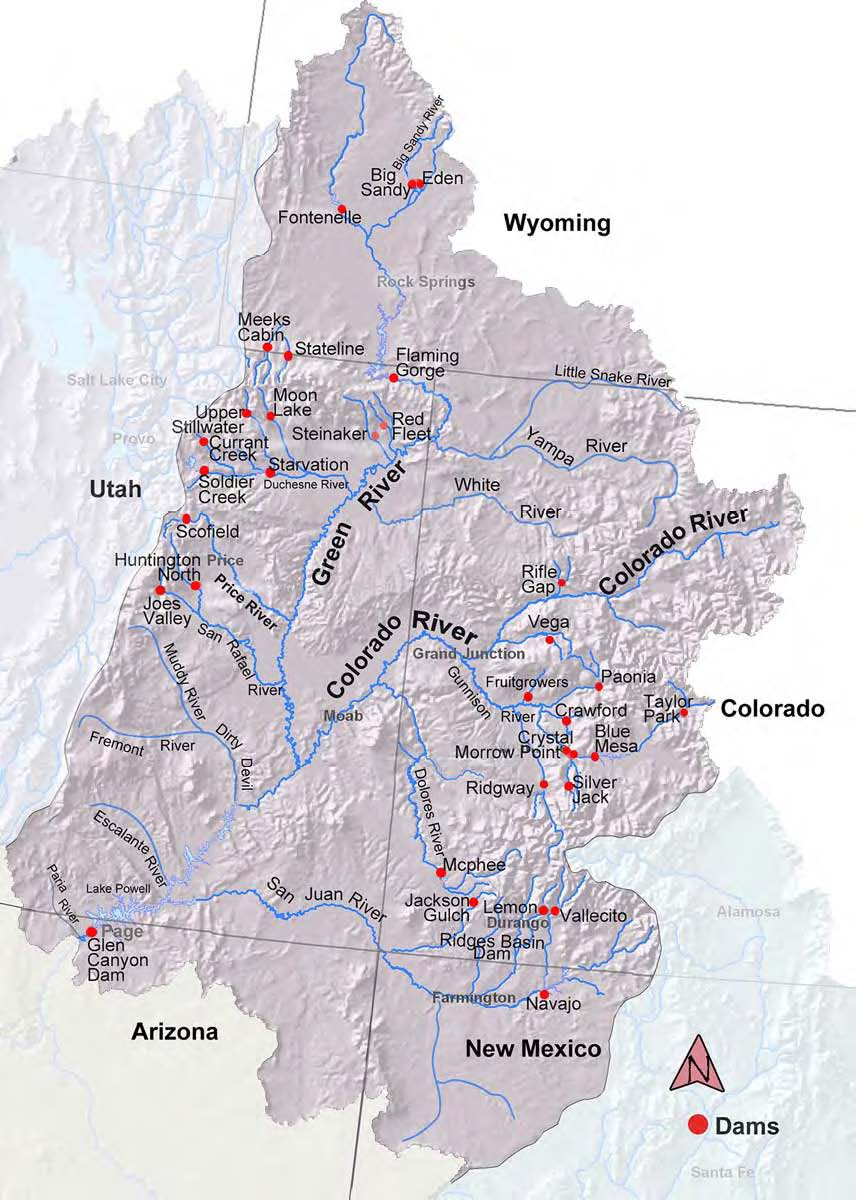 Big Sandy River
Big
Sandy
Eden
Fontenelle
Wyoming
Rock Springs
Meeks
Cabin
Stateline
Flaming
Gorge
Little Snake River
Salt Lake City
Moon
Lake
Upper
Stillwater
Red
Fleet
Steinaker
Provo
Currant
Creek
Yampa River
Starvation
Duchesne River
Soldier
Creek
White
River
Utah
Green River
Colorado River
Scofield
Huntington
North
Price
Price River
Joes
Valley
Rifle
Gap
Vega
San Rafael
River
Colorado River
Grand Junction
Muddy River
Gunnison
River
Fruitgrowers
Paonia
Taylor
Park
Colorado
Crawford
Moab
Crystal
Blue
Mesa
Morrow Point
Fremont River
Dirty
Devil
Ridgway
Silver
Jack
Dolores River
Escalante River
Mcphee
Paria River
Lake Powell
San Juan River
Jackson
Gulch
Lemon
Vallecito
Durango
Alamosa
Page
Glen
Canyon
Dam
Ridges Basin
Dam
Farmington
Navajo
Arizona
New Mexico
N
Dams
Santa Fe